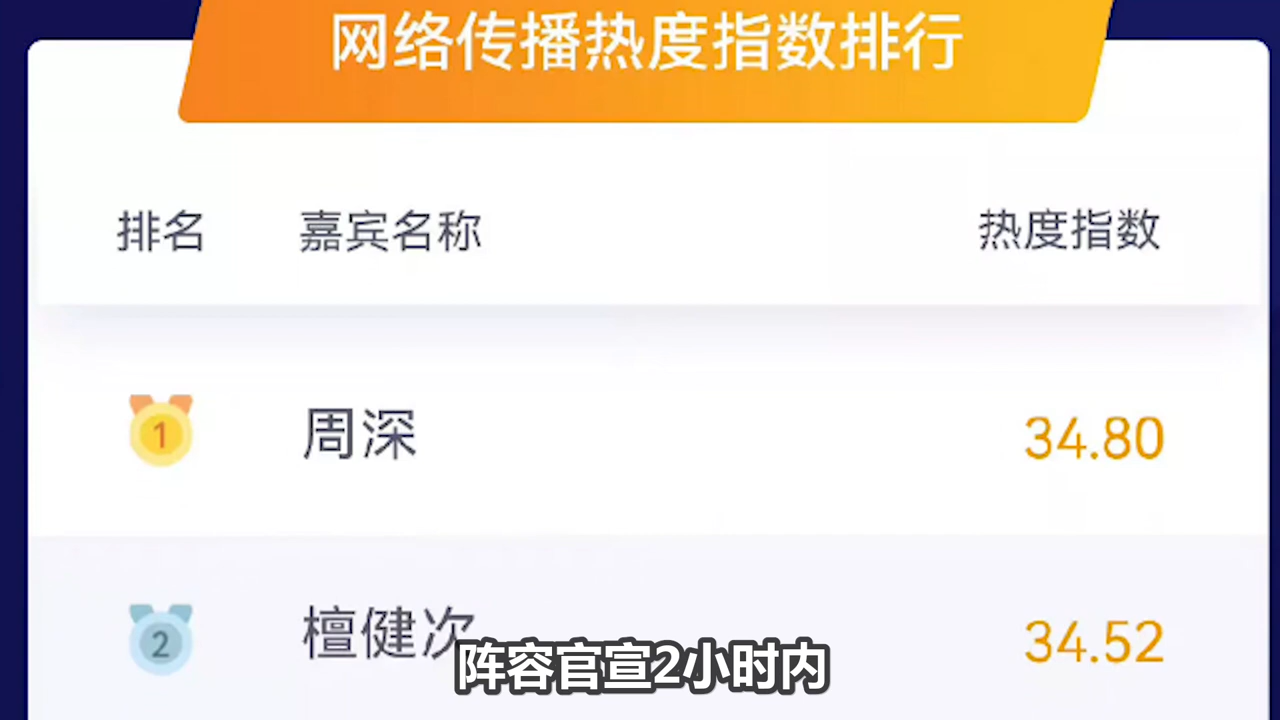 网络传播热度指数排行
排名 嘉宾名称 热度指数
1 周深 34.80
2 檀健次 34.52
阵容官宣2小时内